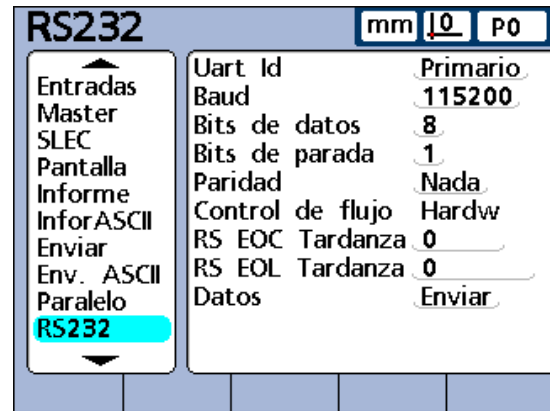 RS232
mm 0 P0
Entradas
Master
SLEC
Pantalla
Informe
InforASCII
Enviar
Env. ASCII
Paralelo
RS232
Uart Id Primario
Baud 115200
Bits de datos 8
Bits de parada 1
Paridad Nada
Control de flujo Hardw
RS EOC Tardanza 0
RS EOL Tardanza 0
Datos Enviar